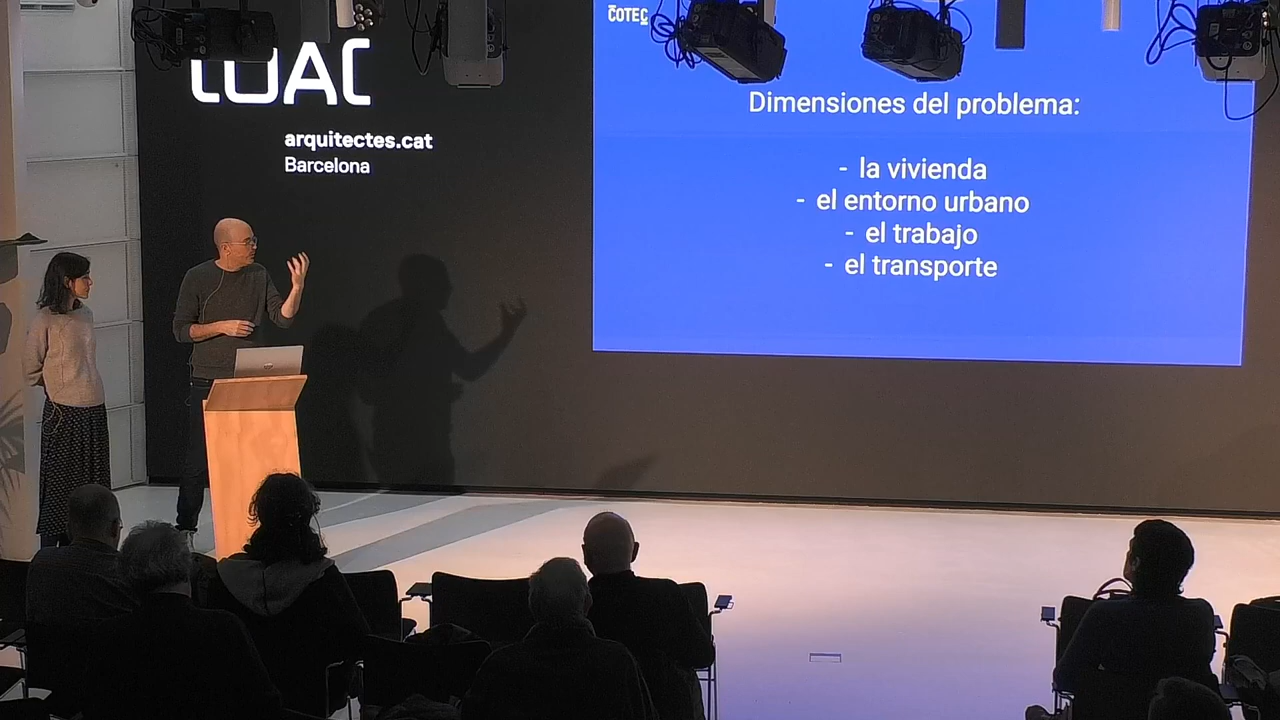 COAC
arquitectes.cat
Barcelona
COTEC
Dimensiones del problema:
- la vivienda
- el entorno urbano
- el trabajo
- el transporte